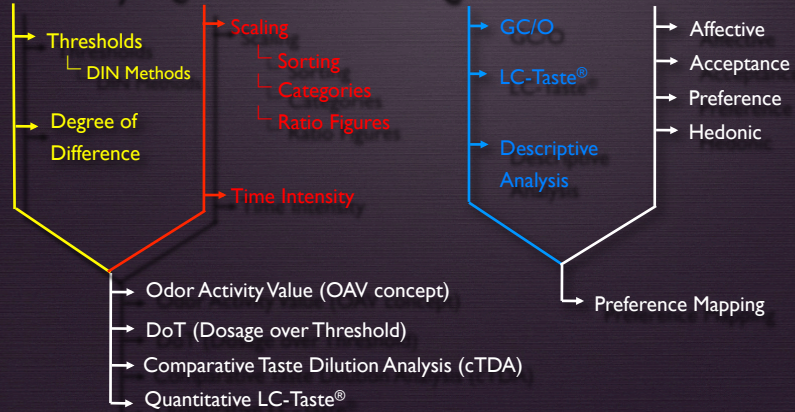 Thresholds
DIN Methods
Degree of
Difference
Scaling
Sorting
Categories
Ratio Figures
Time Intensity
GC/O
LC-Taste®
Descriptive
Analysis
Affective
Acceptance
Preference
Hedonic
Odor Activity Value (OAV concept)
DoT (Dosage over Threshold)
Comparative Taste Dilution Analysis (cTDA)
Quantitative LC-Taste®
Preference Mapping